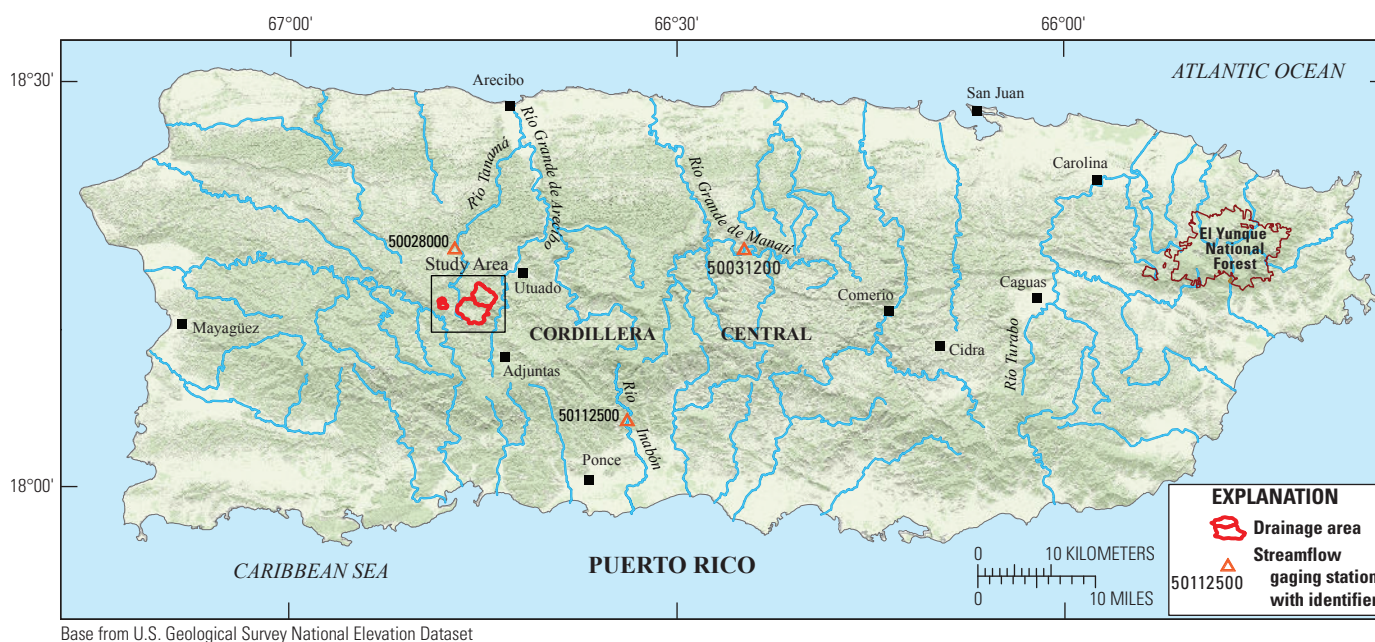 67°00'
66°30'
66°00'
18°30'
ATLANTIC OCEAN
Arecibo
San Juan
Río Tanamá
Río Grande de Arecibo
Carolina
Río Grande de Manatí
50028000
Study Area
50031200
El Yunque
National
Forest
Utuado
Comerío
Caguas
Mayagüez
CORDILLERA
CENTRAL
Cidra
Río Turabo
Adjuntas
50112500
Río
Inabón
Ponce
18°00'
CARIBBEAN SEA
PUERTO RICO
0 10 KILOMETERS
0 10 MILES
EXPLANATION
Drainage area
Streamflow
gaging station
with identifier
50112500
Base from U.S. Geological Survey National Elevation Dataset